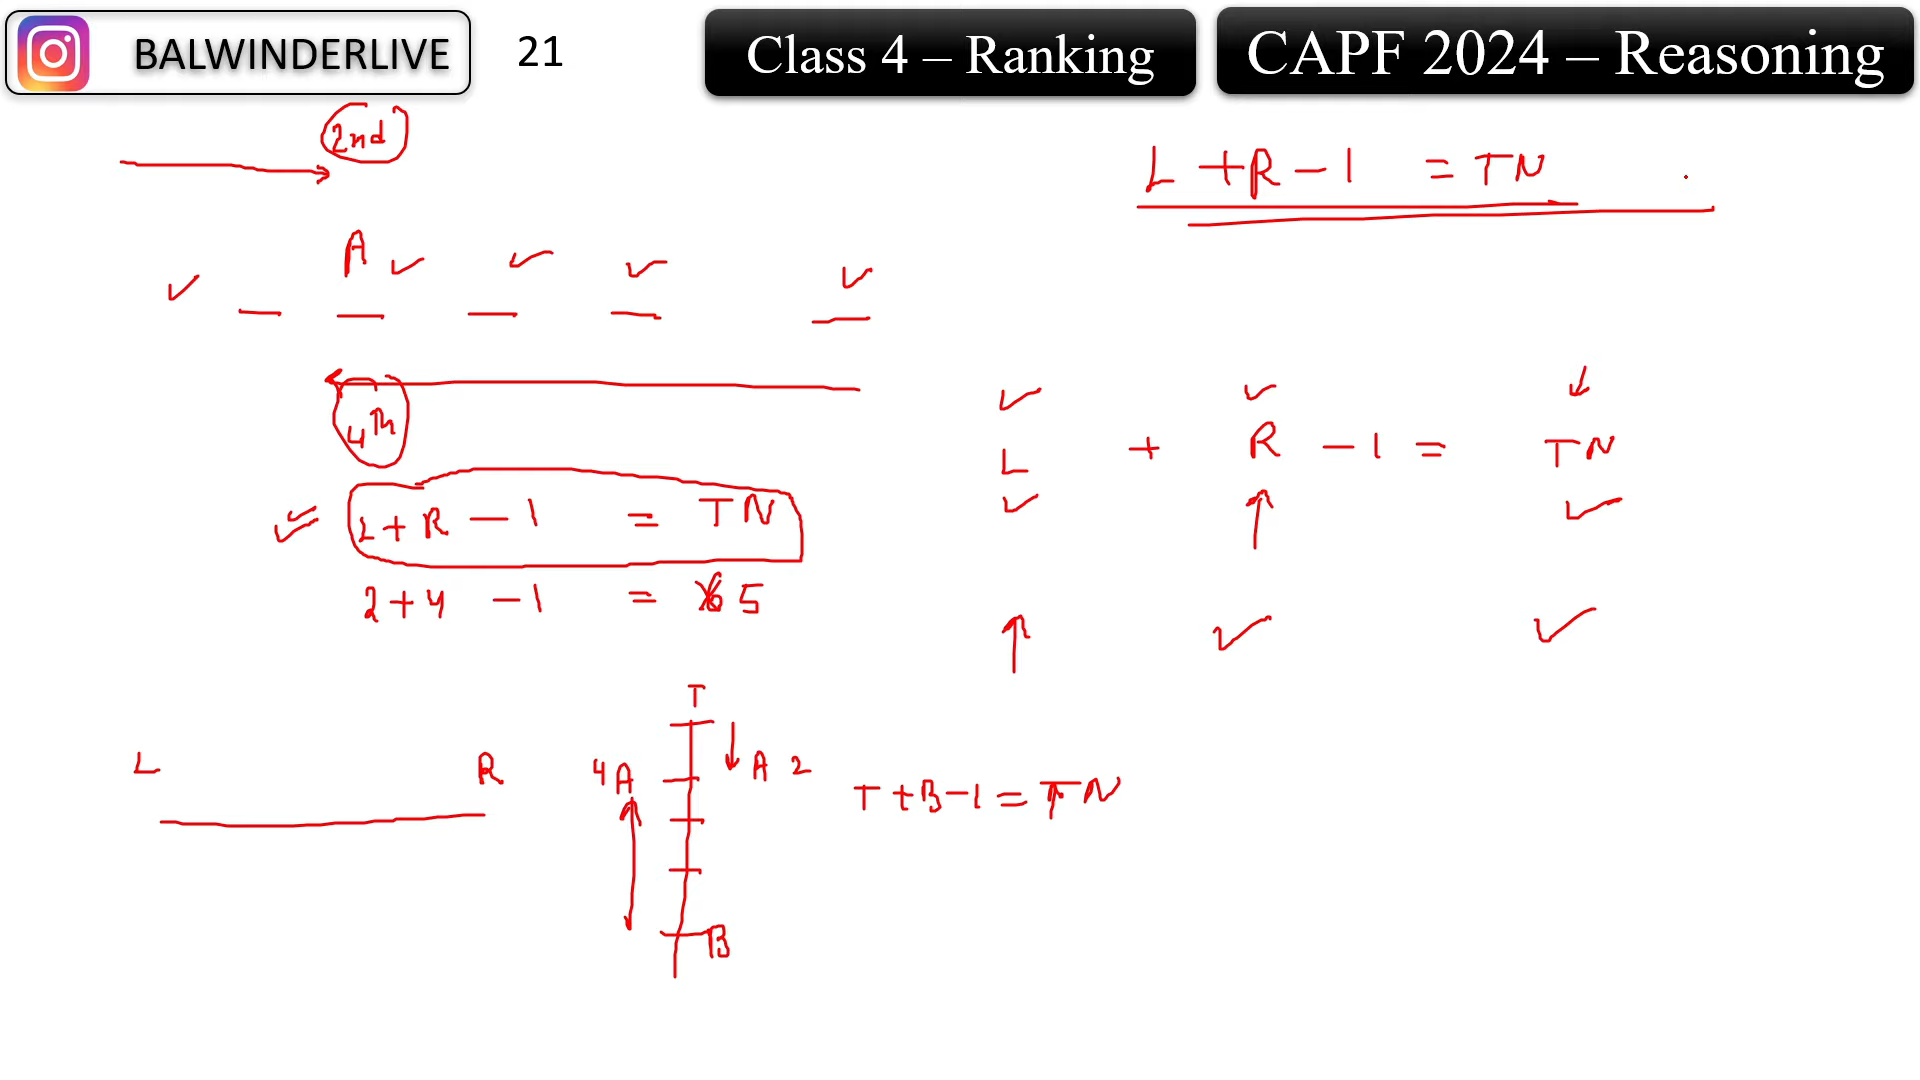 BALWINDERLIVE 21 Class 4 – Ranking CAPF 2024 – Reasoning
2nd
L + R - 1 = TN
A
4th
L + R - 1 = TN
L + R - 1 = TN
2 + 4 - 1 = 6 5
T
L R 4 A A 2
T + B - 1 = TN
B